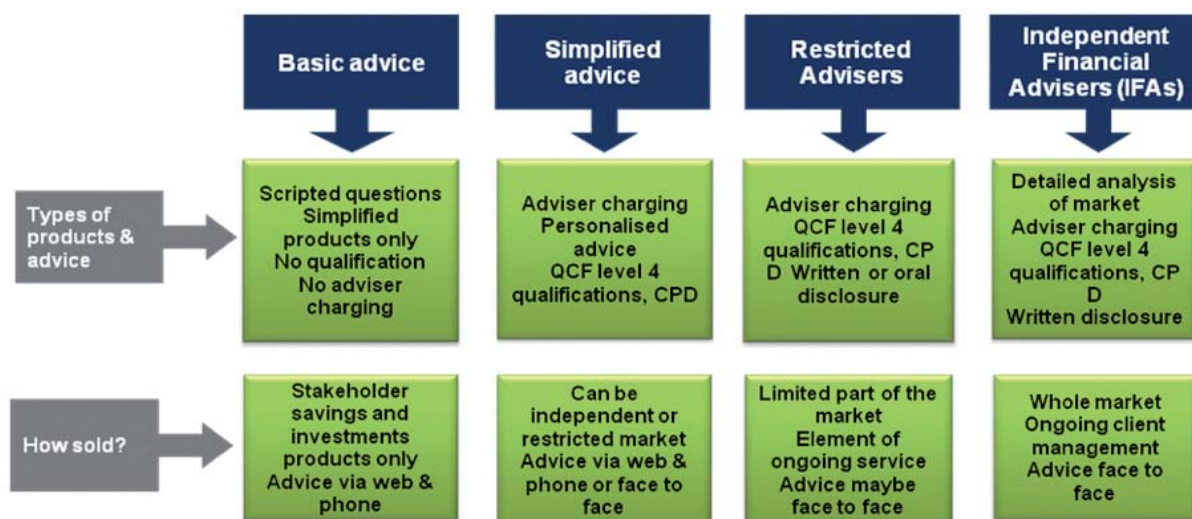 Basic advice
Simplified
advice
Restricted
Advisers
Independent
Financial
Advisers (IFAs)
Types of
products &
advice
Scripted questions
Simplified
products only
No qualification
No adviser
charging
Adviser charging
Personalised
advice
QCF level 4
qualifications, CPD
Adviser charging
QCF level 4
qualifications, CP
D Written or oral
disclosure
Detailed analysis
of market
Adviser charging
QCF level 4
qualifications, CP
D
Written disclosure
How sold?
Stakeholder
savings and
investments
products only
Advice via web &
phone
Can be
independent or
restricted market
Advice via web &
phone or face to
face
Limited part of the
market
Element of
ongoing service
Advice maybe
face to face
Whole market
Ongoing client
management
Advice face to
face